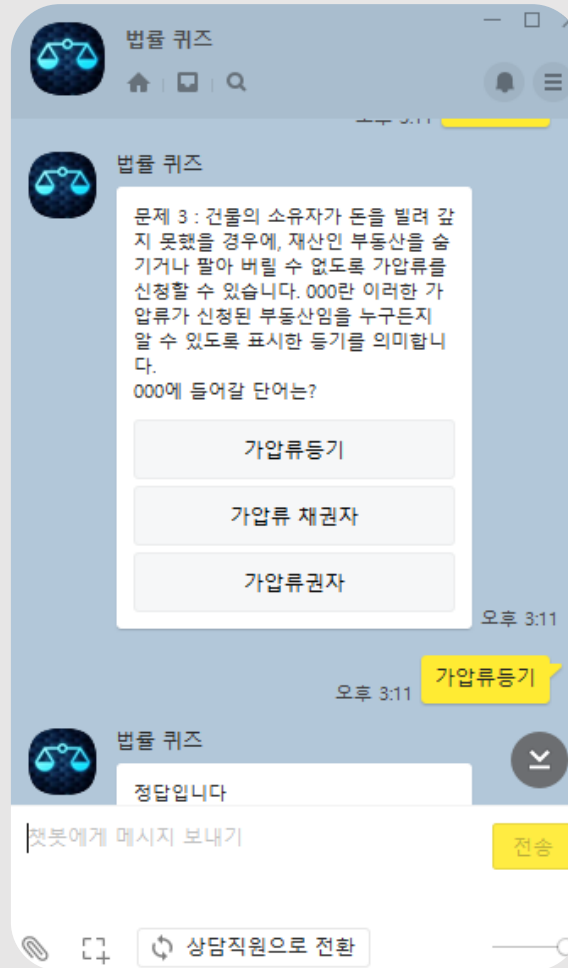 법률 퀴즈
법률 퀴즈
문제 3 : 건물의 소유자가 돈을 빌려 갚
지 못했을 경우에, 재산인 부동산을 숨
기거나 팔아 버릴 수 없도록 가압류를
신청할 수 있습니다. 000란 이러한 가
압류가 신청된 부동산임을 누구든지
알 수 있도록 표시한 등기를 의미합니
다.
000에 들어갈 단어는?
가압류등기
가압류 채권자
가압류권자
오후 3:11
가압류등기
오후 3:11
법률 퀴즈
정답입니다
챗봇에게 메시지 보내기
전송
상담직원으로 전환